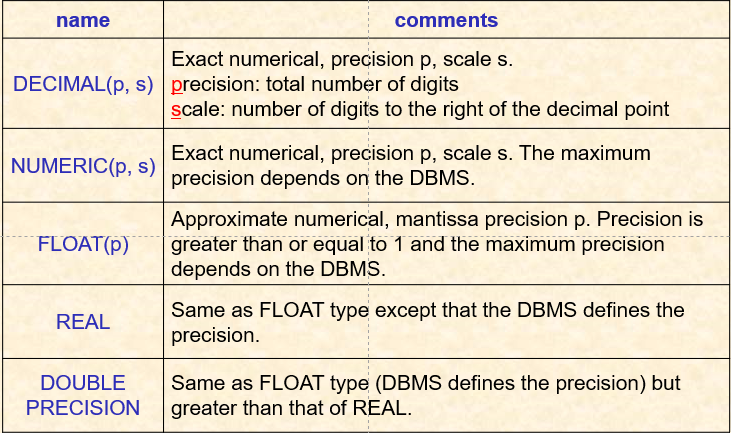 name
comments
DECIMAL(p, s)
Exact numerical, precision p, scale s.
precision: total number of digits
scale: number of digits to the right of the decimal point
NUMERIC(p, s)
Exact numerical, precision p, scale s. The maximum
precision depends on the DBMS.
FLOAT(p)
Approximate numerical, mantissa precision p. Precision is
greater than or equal to 1 and the maximum precision
depends on the DBMS.
REAL
Same as FLOAT type except that the DBMS defines the
precision.
DOUBLE
PRECISION
Same as FLOAT type (DBMS defines the precision) but
greater than that of REAL.